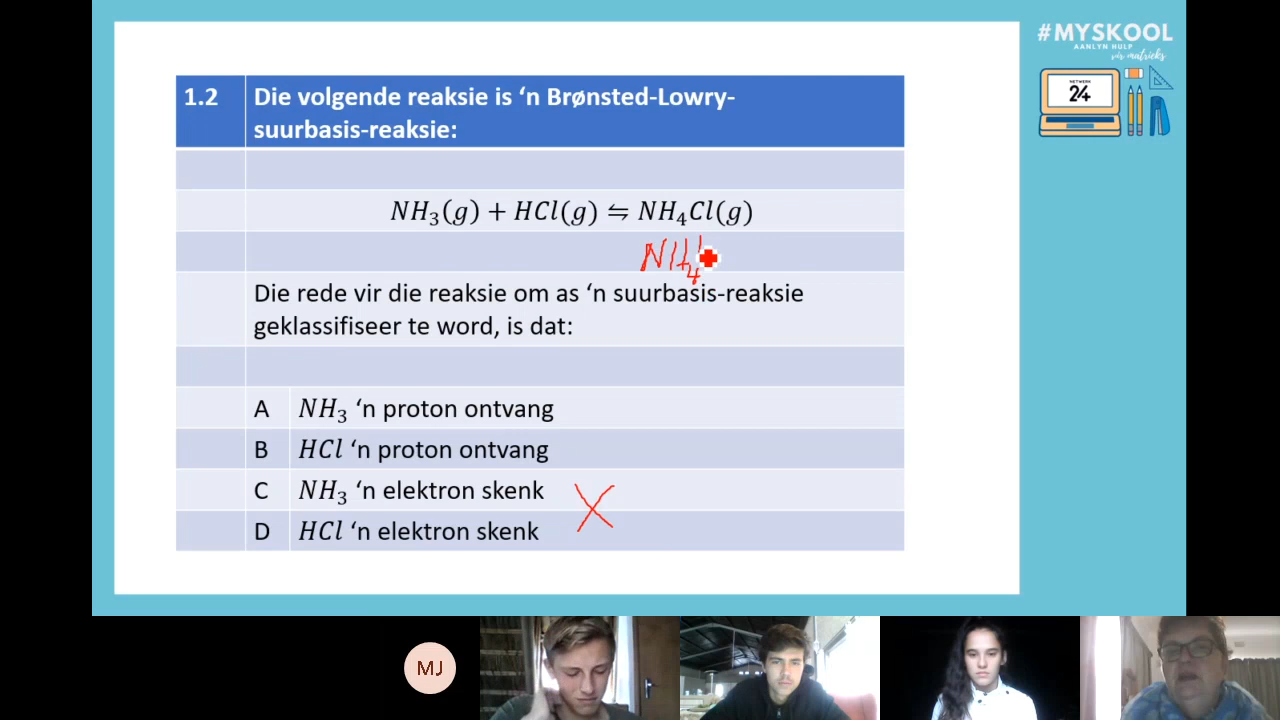 #MYSKOOL
AANLYN HULP
vir matrieks
NETWERK
24
1.2 Die volgende reaksie is ‘n Brønsted-Lowry-
suurbasis-reaksie:
NH₃(g) + HCl(g) ⇋ NH₄Cl(g)
NH₄
Die rede vir die reaksie om as ‘n suurbasis-reaksie
geklassifiseer te word, is dat:
A NH₃ ‘n proton ontvang
B HCl ‘n proton ontvang
C NH₃ ‘n elektron skenk
D HCl ‘n elektron skenk
MJ